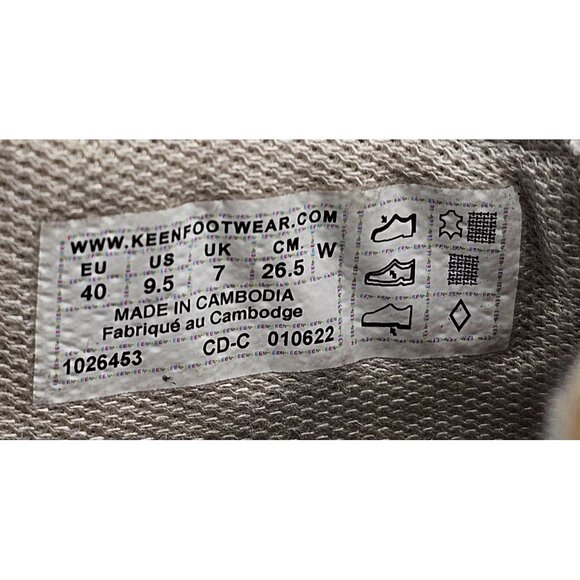 WWW.KEENFOOTWEAR.COM
EU US UK CM. W
40 9.5 7 26.5
MADE IN CAMBODIA
Fabriqué au Cambodge
1026453 CD-C 010622